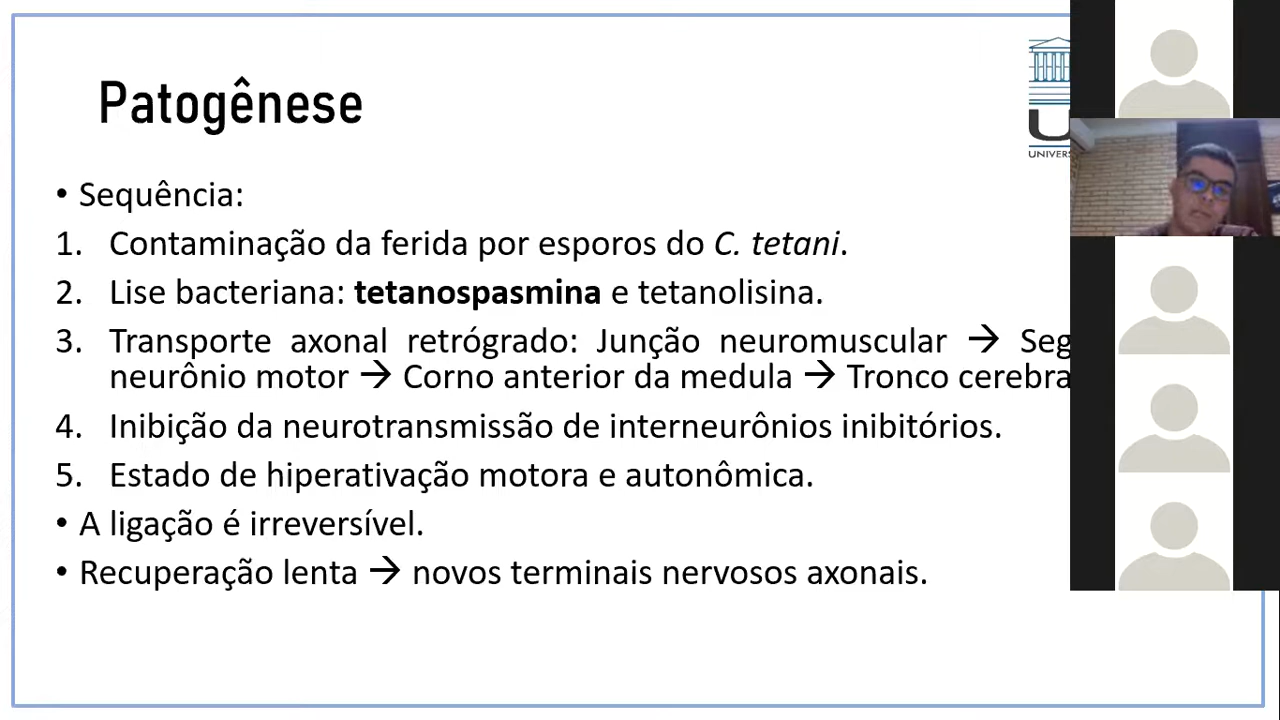 Patogênese
• Sequência:
1. Contaminação da ferida por esporos do C. tetani.
2. Lise bacteriana: tetanospasmina e tetanolisina.
3. Transporte axonal retrógrado: Junção neuromuscular →
neurônio motor → Corno anterior da medula → Tronco
4. Inibição da neurotransmissão de interneurônios inibitórios.
5. Estado de hiperativação motora e autonômica.
• A ligação é irreversível.
• Recuperação lenta → novos terminais nervosos axonais.